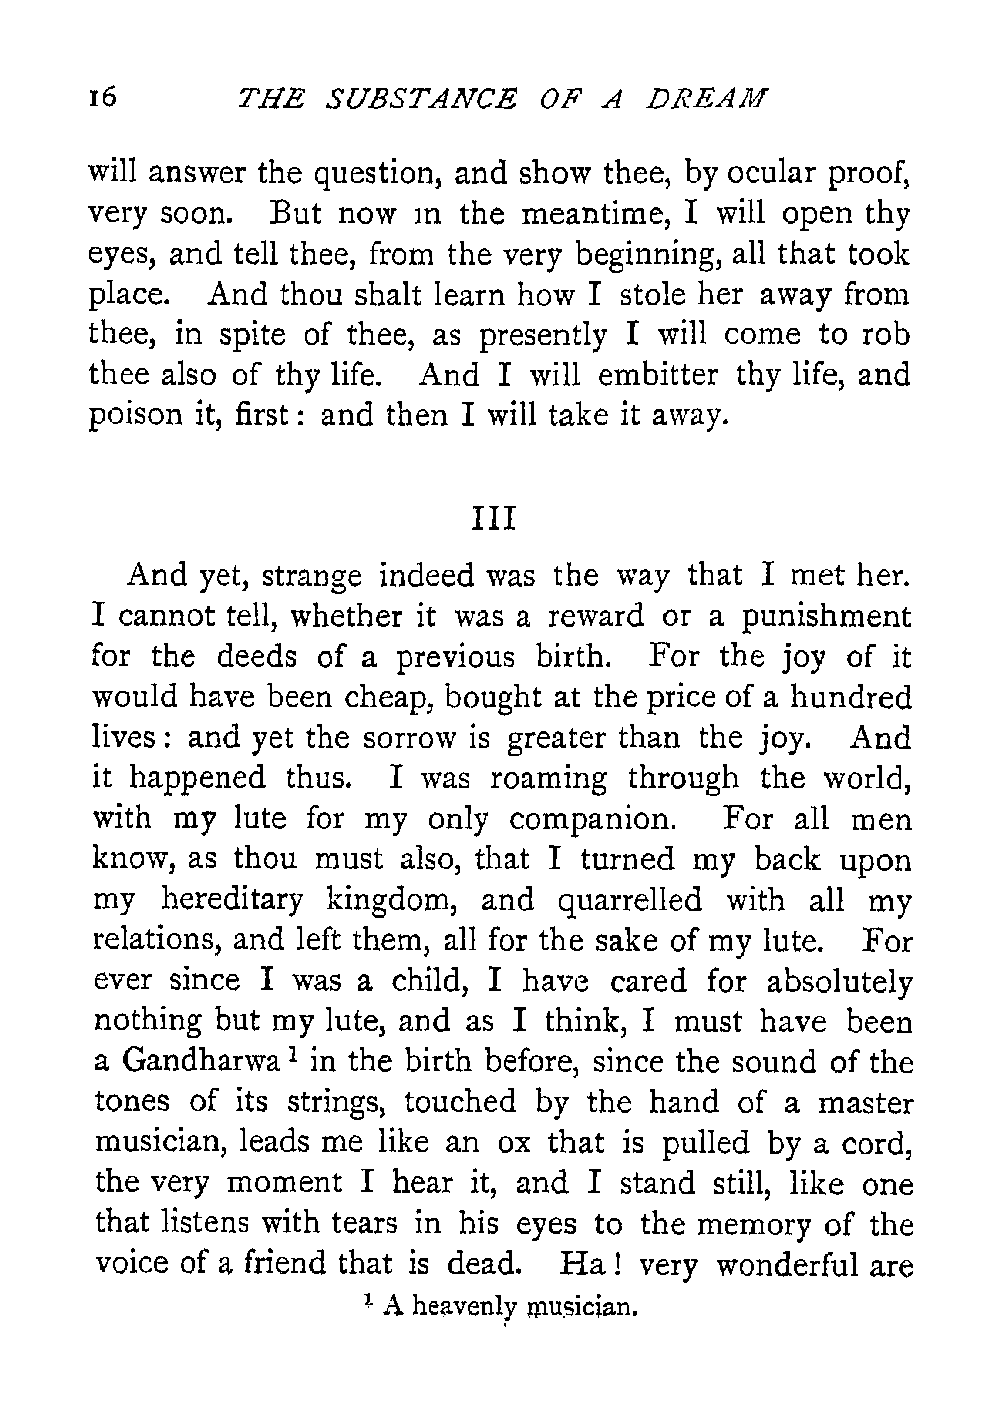 16 THE SUBSTANCE OF A DREAM
will answer the question, and show thee, by ocular proof,
very soon. But now in the meantime, I will open thy
eyes, and tell thee, from the very beginning, all that took
place. And thou shalt learn how I stole her away from
thee, in spite of thee, as presently I will come to rob
thee also of thy life. And I will embitter thy life, and
poison it, first : and then I will take it away.
III
And yet, strange indeed was the way that I met her.
I cannot tell, whether it was a reward or a punishment
for the deeds of a previous birth. For the joy of it
would have been cheap, bought at the price of a hundred
lives : and yet the sorrow is greater than the joy. And
it happened thus. I was roaming through the world,
with my lute for my only companion. For all men
know, as thou must also, that I turned my back upon
my hereditary kingdom, and quarrelled with all my
relations, and left them, all for the sake of my lute. For
ever since I was a child, I have cared for absolutely
nothing but my lute, and as I think, I must have been
a Gandharwa ¹ in the birth before, since the sound of the
tones of its strings, touched by the hand of a master
musician, leads me like an ox that is pulled by a cord,
the very moment I hear it, and I stand still, like one
that listens with tears in his eyes to the memory of the
voice of a friend that is dead. Ha ! very wonderful are
¹ A heavenly musician.